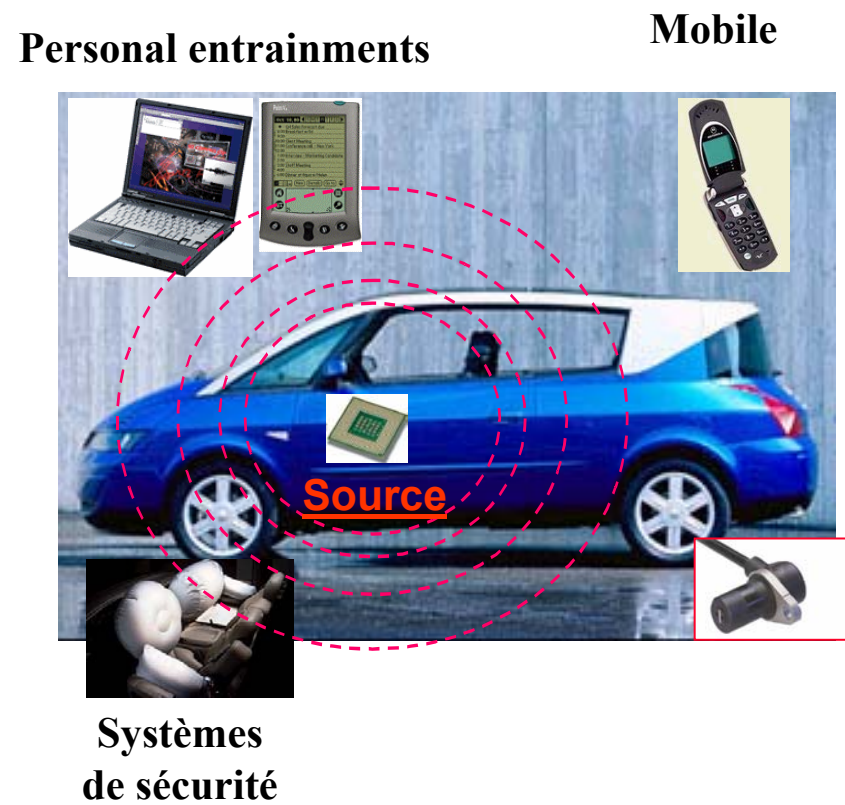 Personal entrainments
Mobile
Source
Systèmes
de sécurité